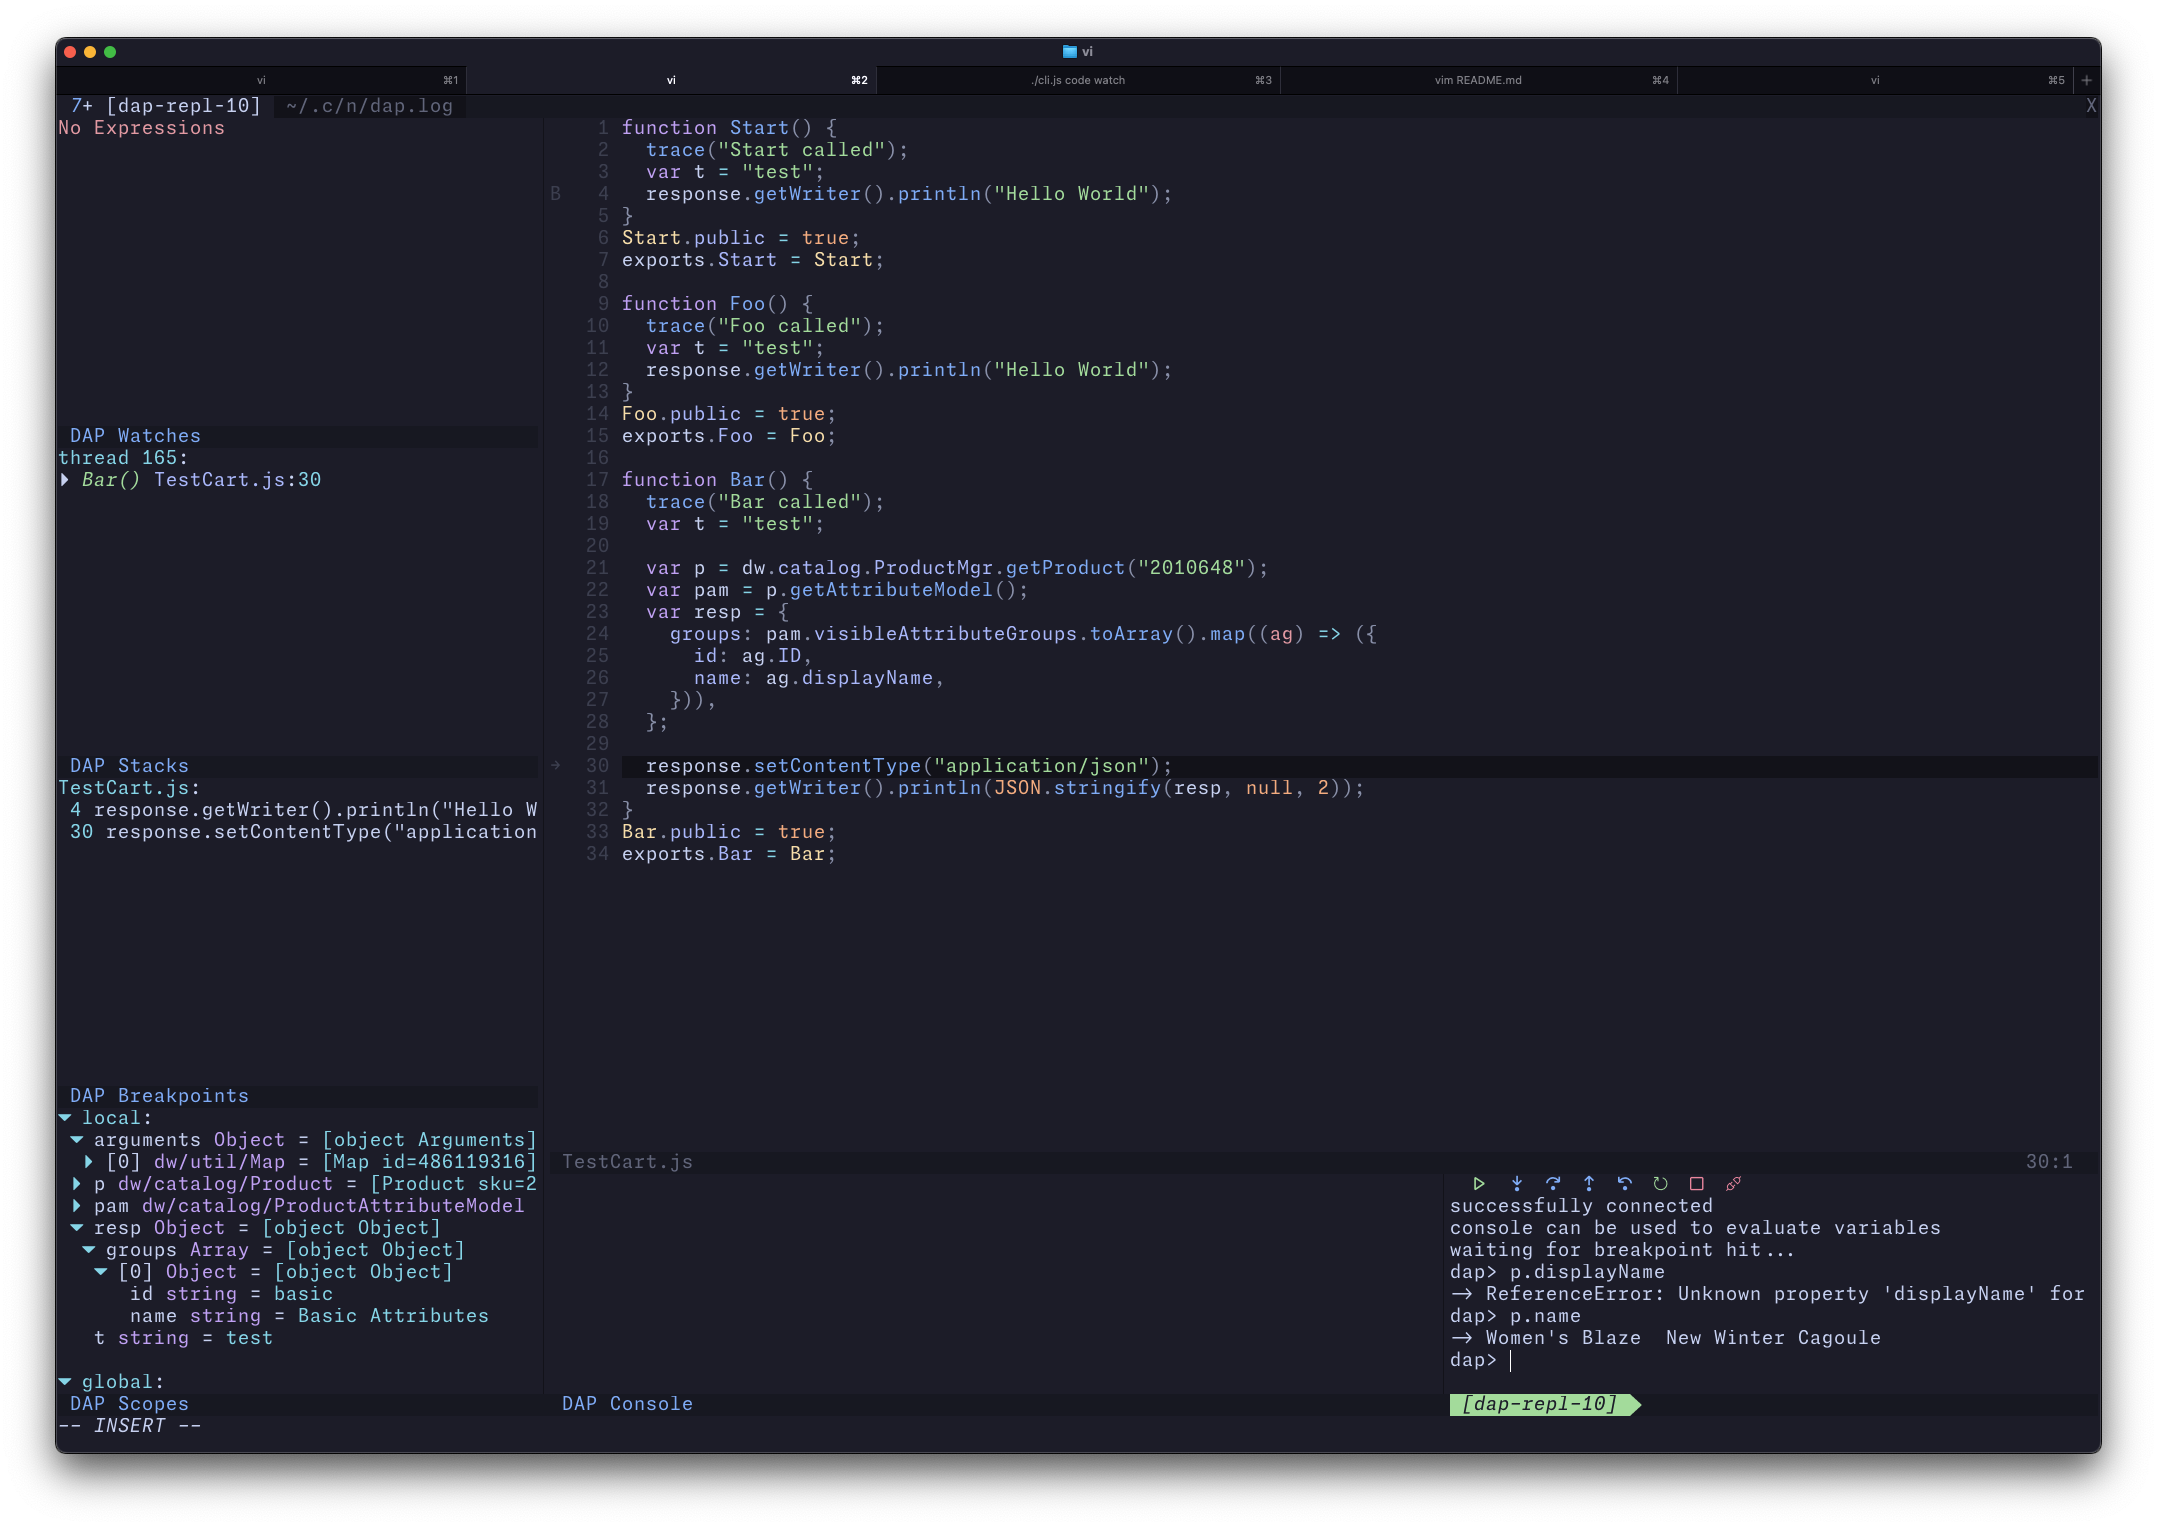 vi
vi ⌘1 vi ⌘2 ./cli.js code watch ⌘3 vim README.md ⌘4 vi ⌘5 +
7+ [dap-repl-10] ~/.c/n/dap.log X
No Expressions
DAP Watches
thread 165:
Bar() TestCart.js:30
DAP Stacks
TestCart.js:
4 response.getWriter().println("Hello W
30 response.setContentType("application
DAP Breakpoints
local:
arguments Object = [object Arguments]
[0] dw/util/Map = [Map id=486119316]
p dw/catalog/Product = [Product sku=2
pam dw/catalog/ProductAttributeModel
resp Object = [object Object]
groups Array = [object Object]
[0] Object = [object Object]
id string = basic
name string = Basic Attributes
t string = test
global:
DAP Scopes
1 function Start() {
2 trace("Start called");
3 var t = "test";
B 4 response.getWriter().println("Hello World");
5 }
6 Start.public = true;
7 exports.Start = Start;
8
9 function Foo() {
10 trace("Foo called");
11 var t = "test";
12 response.getWriter().println("Hello World");
13 }
14 Foo.public = true;
15 exports.Foo = Foo;
16
17 function Bar() {
18 trace("Bar called");
19 var t = "test";
20
21 var p = dw.catalog.ProductMgr.getProduct("2010648");
22 var pam = p.getAttributeModel();
23 var resp = {
24 groups: pam.visibleAttributeGroups.toArray().map((ag) => ({
25 id: ag.ID,
26 name: ag.displayName,
27 })),
28 };
29
→ 30 response.setContentType("application/json");
31 response.getWriter().println(JSON.stringify(resp, null, 2));
32 }
33 Bar.public = true;
34 exports.Bar = Bar;
TestCart.js 30:1
DAP Console
successfully connected
console can be used to evaluate variables
waiting for breakpoint hit...
dap> p.displayName
→ ReferenceError: Unknown property 'displayName' for
dap> p.name
→ Women's Blaze  New Winter Cagoule
dap>
[dap-repl-10]
-- INSERT --